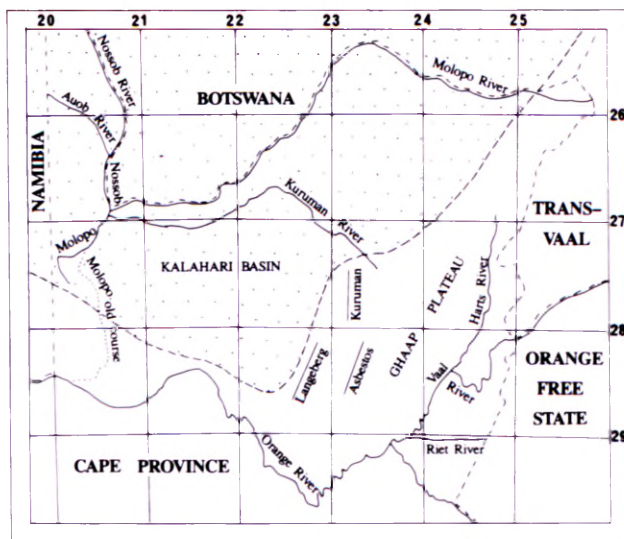 20 21 22 23 24 25
Nossob River
Auob River
Molopo River
BOTSWANA
NAMIBIA
26
Nossob
Kuruman River
27
TRANS-
VAAL
Molopo
KALAHARI BASIN
Molopo old course
Kuruman
PLATEAU
Harts River
28
Langeberg
Asbestos
GHAAP
Vaal
River
ORANGE
FREE
STATE
29
Orange River
Riet River
CAPE PROVINCE